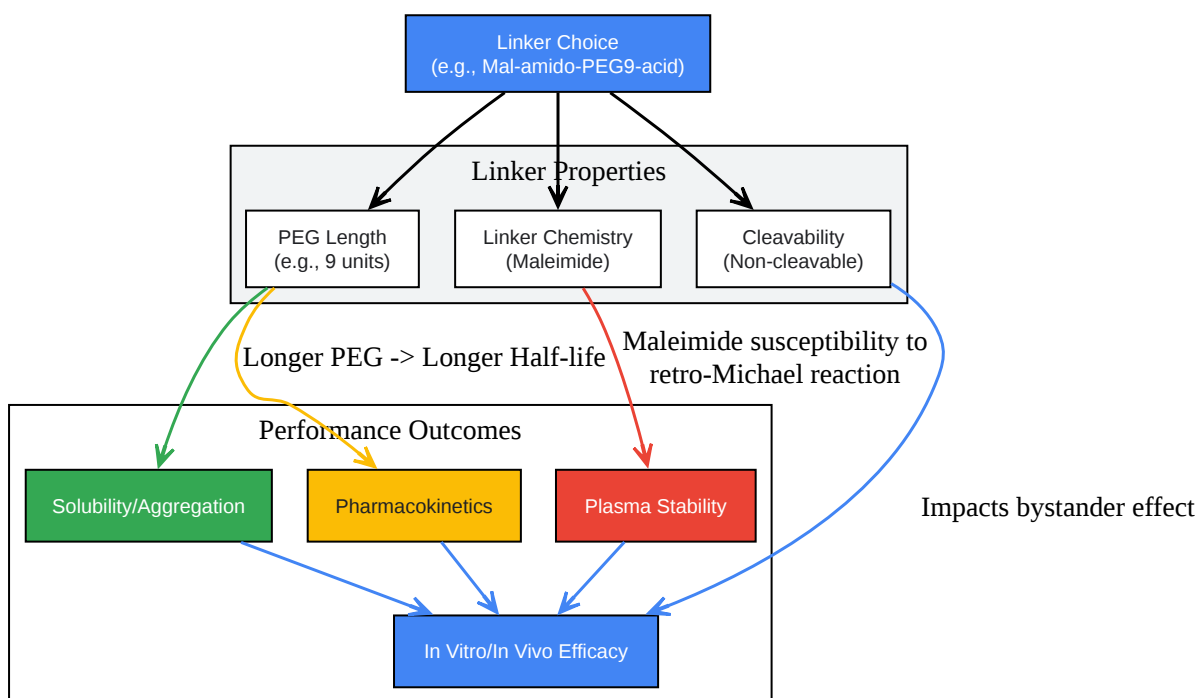 Linker Choice
(e.g., Mal-amido-PEG9-acid)
Linker Properties
PEG Length
(e.g., 9 units)
Linker Chemistry
(Maleimide)
Cleavability
(Non-cleavable)
Longer PEG -> Longer Half-life
Maleimide susceptibility to
retro-Michael reaction
Performance Outcomes
Solubility/Aggregation
Pharmacokinetics
Plasma Stability
Impacts bystander effect
In Vitro/In Vivo Efficacy